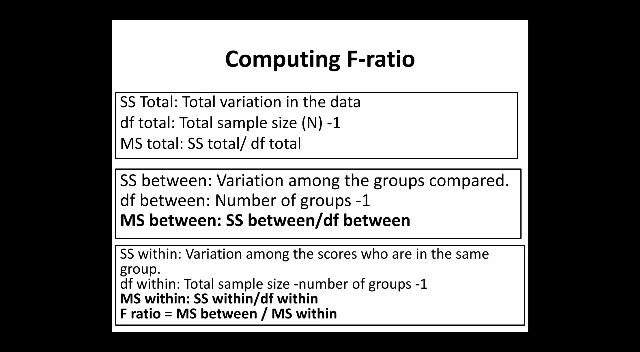 Computing F-ratio
SS Total: Total variation in the data
df total: Total sample size (N) -1
MS total: SS total/ df total
SS between: Variation among the groups compared.
df between: Number of groups -1
MS between: SS between/df between
SS within: Variation among the scores who are in the same
group.
df within: Total sample size -number of groups -1
MS within: SS within/df within
F ratio = MS between / MS within